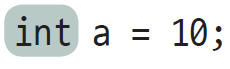 int a = 10;